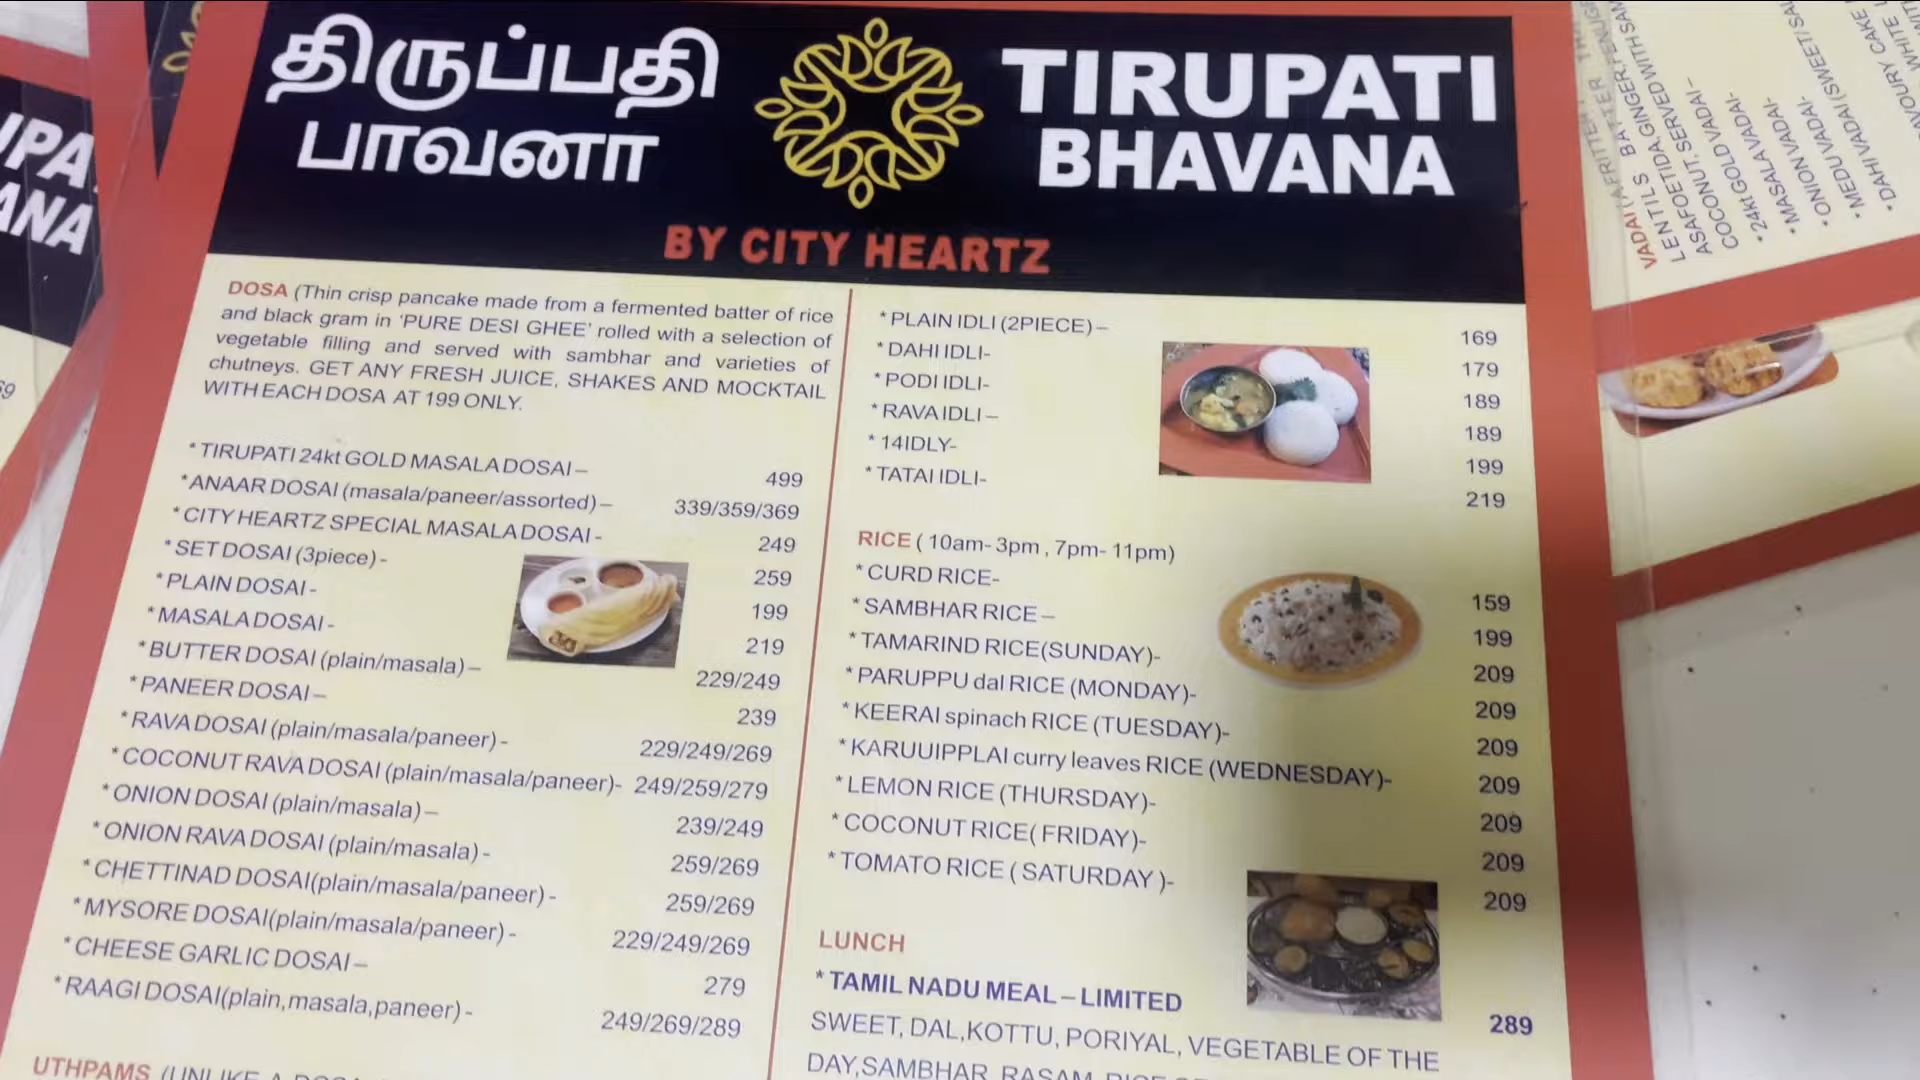 திருப்பதி
பாவனா
TIRUPATI
BHAVANA
BY CITY HEARTZ
DOSA (Thin crisp pancake made from a fermented batter of rice
and black gram in 'PURE DESI GHEE' rolled with a selection of
vegetable filling and served with sambhar and varieties of
chutneys. GET ANY FRESH JUICE, SHAKES AND MOCKTAIL
WITH EACH DOSA AT 199 ONLY.
* TIRUPATI 24kt GOLD MASALA DOSAI – 499
* ANAAR DOSAI (masala/paneer/assorted) – 339/359/369
* CITY HEARTZ SPECIAL MASALA DOSAI - 249
* SET DOSAI (3piece) - 259
* PLAIN DOSAI - 199
* MASALA DOSAI - 219
* BUTTER DOSAI (plain/masala) – 229/249
* PANEER DOSAI – 239
* RAVA DOSAI (plain/masala/paneer) - 229/249/269
* COCONUT RAVA DOSAI (plain/masala/paneer)- 249/259/279
* ONION DOSAI (plain/masala) – 239/249
* ONION RAVA DOSAI (plain/masala) - 259/269
* CHETTINAD DOSAI(plain/masala/paneer) - 259/269
* MYSORE DOSAI(plain/masala/paneer) - 229/249/269
* CHEESE GARLIC DOSAI – 279
* RAAGI DOSAI(plain,masala,paneer) - 249/269/289
UTHPAMS (UNLIKE A DOSA
* PLAIN IDLI (2PIECE) – 169
* DAHI IDLI- 179
* PODI IDLI- 189
* RAVA IDLI – 189
* 14IDLY- 199
* TATAI IDLI- 219
RICE ( 10am- 3pm , 7pm- 11pm)
* CURD RICE- 159
* SAMBHAR RICE – 199
* TAMARIND RICE(SUNDAY)- 209
* PARUPPU dal RICE (MONDAY)- 209
* KEERAI spinach RICE (TUESDAY)- 209
* KARUUIPPLAI curry leaves RICE (WEDNESDAY)- 209
* LEMON RICE (THURSDAY)- 209
* COCONUT RICE( FRIDAY)- 209
* TOMATO RICE ( SATURDAY )- 209
LUNCH
* TAMIL NADU MEAL – LIMITED 289
SWEET, DAL,KOTTU, PORIYAL, VEGETABLE OF THE
DAY,SAMBHAR, RASAM, RICE
VADAI
LENTILS
ASAFOETIDA,GINGER,
COCONUT. SERVED WITH SAM
COCONUT VADAI -
* 24kt GOLD VADAI-
* MASALA VADAI-
* ONION VADAI-
* MEDU VADAI
* DAHI VADAI (SWEET/SA